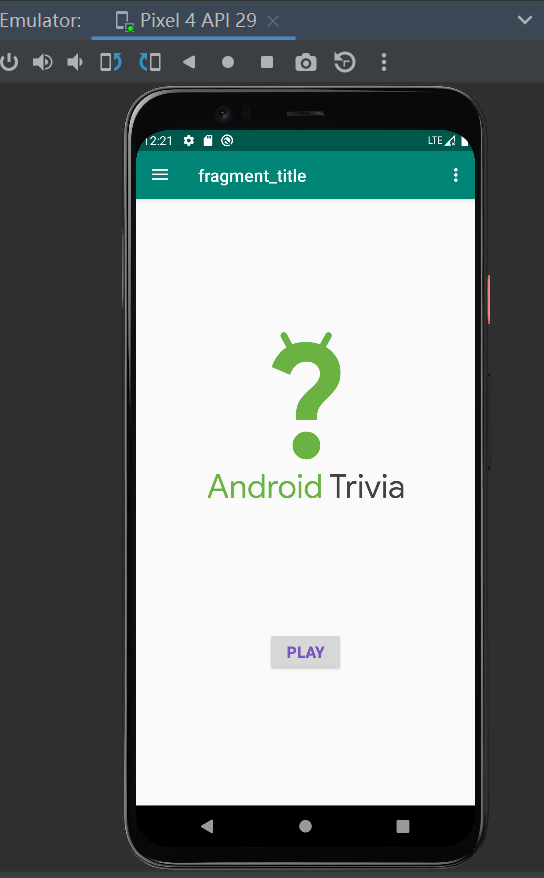 Emulator: Pixel 4 API 29
12:21 LTE
fragment_title
Android Trivia
PLAY